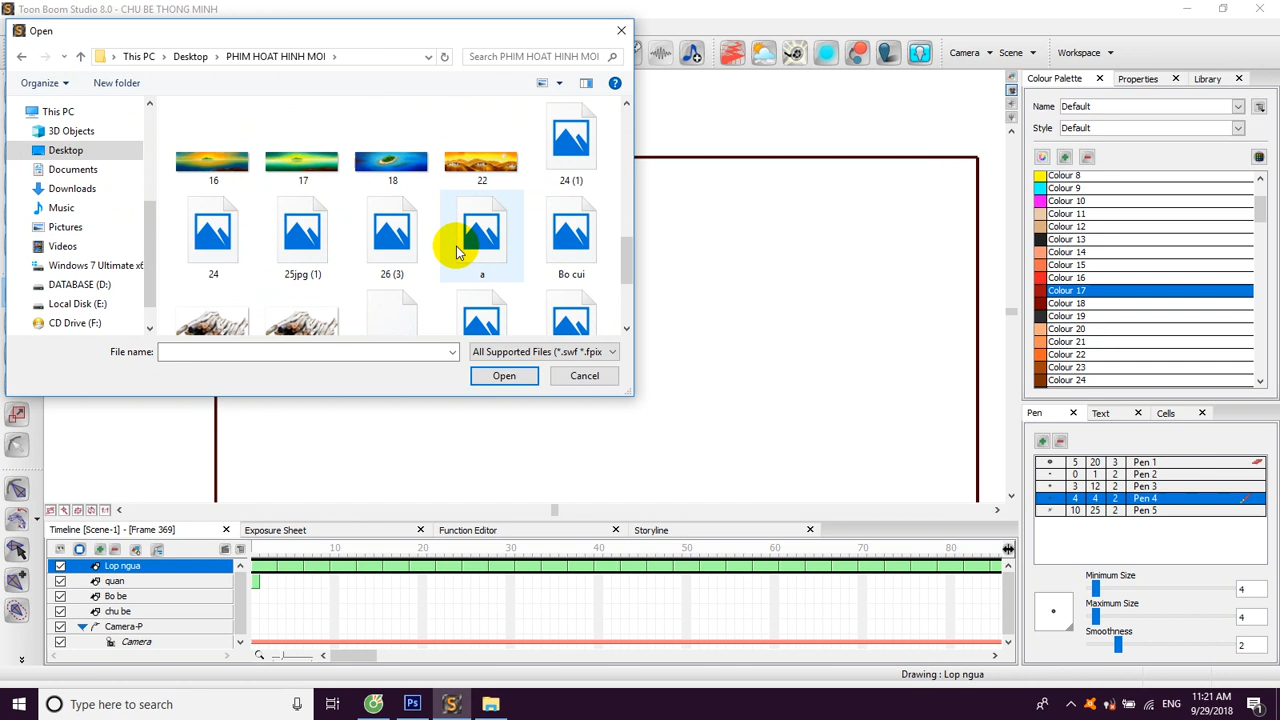 Toon Boom Studio 8.0 - CHU BE THONG MINH
Open
This PC > Desktop > PHIM HOAT HINH MOI >
Search PHIM HOAT HINH MOI
Organize
New folder
This PC
3D Objects
Desktop
Documents
Downloads
Music
Pictures
Videos
Windows 7 Ultimate x6
DATABASE (D:)
Local Disk (E:)
CD Drive (F:)
16
17
18
22
24 (1)
24
25jpg (1)
26 (3)
a
Bo cui
File name:
All Supported Files (*.swf *.fpix
Open
Cancel
Camera
Scene
Workspace
Colour Palette
Properties
Library
Name
Default
Style
Default
Colour 8
Colour 9
Colour 10
Colour 11
Colour 12
Colour 13
Colour 14
Colour 15
Colour 16
Colour 17
Colour 18
Colour 19
Colour 20
Colour 21
Colour 22
Colour 23
Colour 24
Pen
Text
Cells
5 20 3 Pen 1
0 1 2 Pen 2
3 12 2 Pen 3
4 4 2 Pen 4
10 25 2 Pen 5
Minimum Size
4
Maximum Size
4
Smoothness
2
Timeline [Scene-1] - [Frame 369]
Exposure Sheet
Function Editor
Storyline
10 20 30 40 50 60 70 80
Lop ngua
quan
Bo be
chu be
Camera-P
Camera
Drawing : Lop ngua
Type here to search
11:21 AM
9/29/2018
1